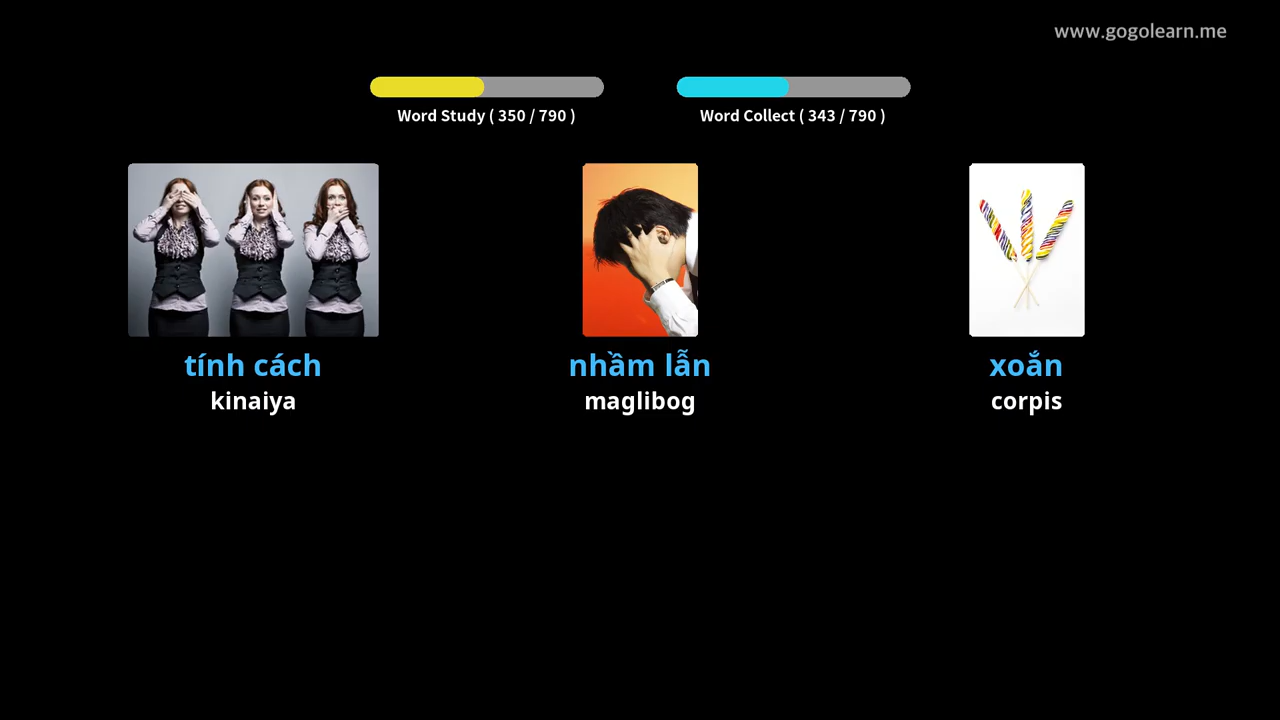 www.gogolearn.me
Word Study ( 350 / 790 )
Word Collect ( 343 / 790 )
tính cách
nhầm lẫn
xoắn
kinaiya
maglibog
corpis